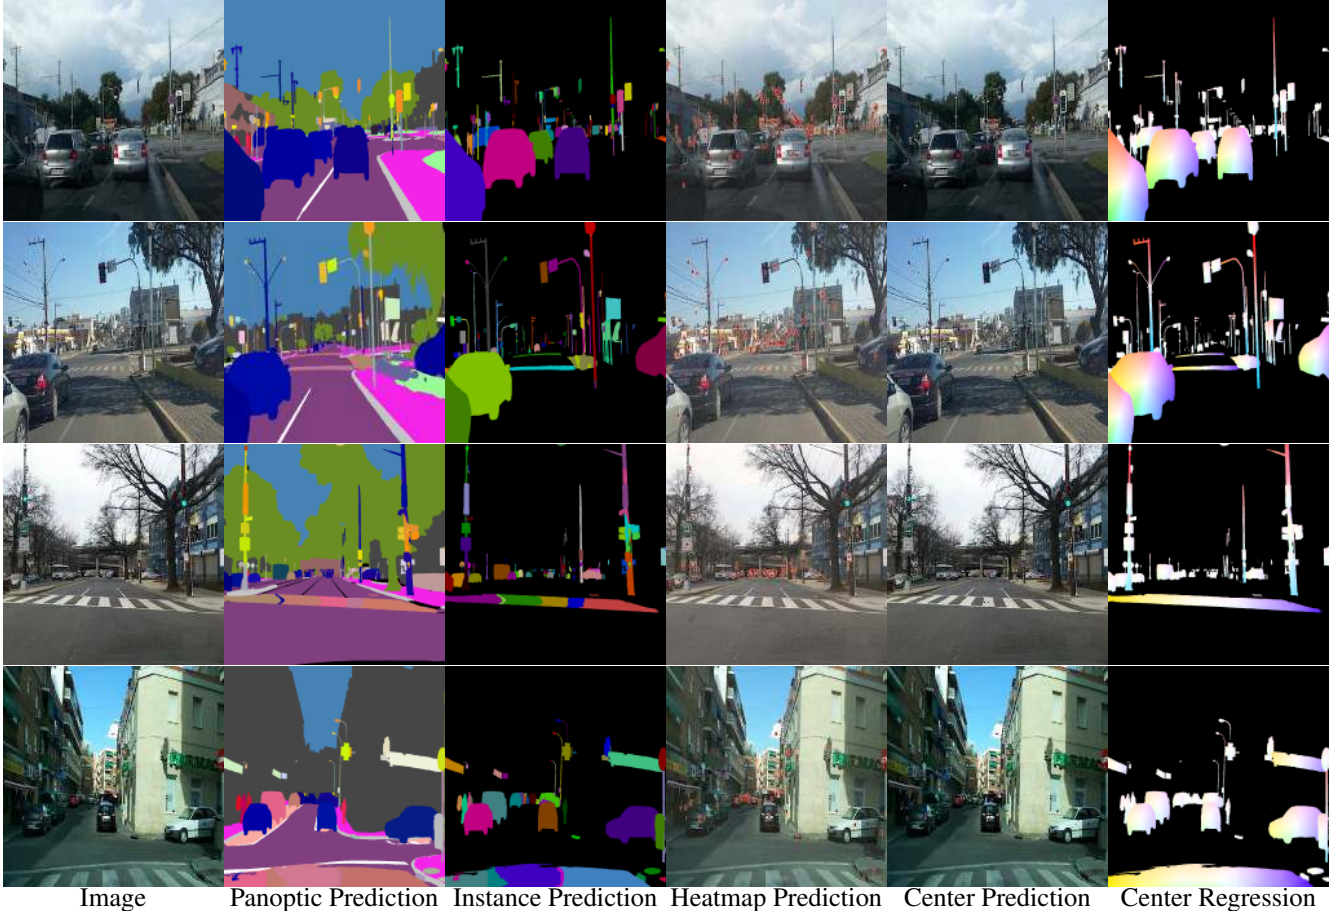 Image
Panoptic Prediction
Instance Prediction
Heatmap Prediction
Center Prediction
Center Regression